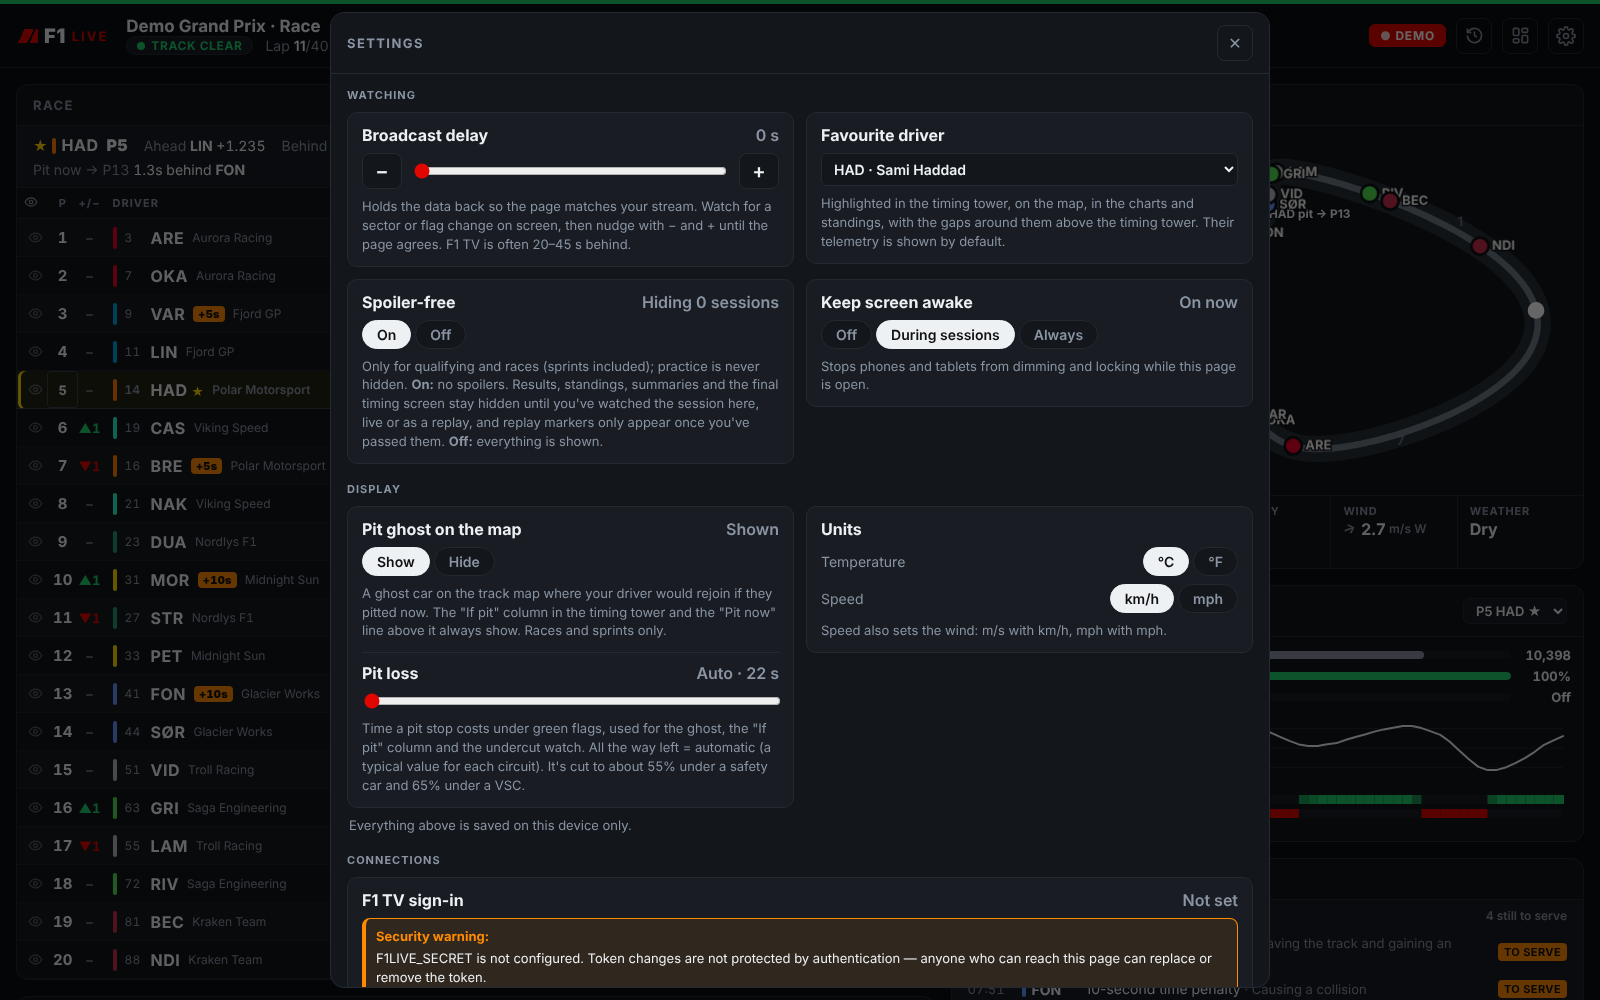 F1 LIVE
Demo Grand Prix · Race
TRACK CLEAR
Lap 11/40
DEMO
SETTINGS
RACE
HAD P5 Ahead LIN +1.235 Behind
Pit now → P13 1.3s behind FON
P +/− DRIVER
1 – 3 ARE Aurora Racing
2 – 7 OKA Aurora Racing
3 – 9 VAR +5s Fjord GP
4 – 11 LIN Fjord GP
5 – 14 HAD ★ Polar Motorsport
6 ▲1 19 CAS Viking Speed
7 ▼1 16 BRE +5s Polar Motorsport
8 – 21 NAK Viking Speed
9 – 23 DUA Nordlys F1
10 ▲1 31 MOR +10s Midnight Sun
11 ▼1 27 STR Nordlys F1
12 – 33 PET Midnight Sun
13 – 41 FON +10s Glacier Works
14 – 44 SØR Glacier Works
15 – 51 VID Troll Racing
16 ▲1 63 GRI Saga Engineering
17 ▼1 55 LAM Troll Racing
18 – 72 RIV Saga Engineering
19 – 81 BEC Kraken Team
20 – 88 NDI Kraken Team
WATCHING
Broadcast delay 0 s
− +
Holds the data back so the page matches your stream. Watch for a
sector or flag change on screen, then nudge with − and + until the
page agrees. F1 TV is often 20–45 s behind.
Favourite driver
HAD · Sami Haddad
Highlighted in the timing tower, on the map, in the charts and
standings, with the gaps around them above the timing tower. Their
telemetry is shown by default.
Spoiler-free Hiding 0 sessions
On Off
Only for qualifying and races (sprints included); practice is never
hidden. On: no spoilers. Results, standings, summaries and the final
timing screen stay hidden until you've watched the session here,
live or as a replay, and replay markers only appear once you've
passed them. Off: everything is shown.
Keep screen awake On now
Off During sessions Always
Stops phones and tablets from dimming and locking while this page
is open.
DISPLAY
Pit ghost on the map Shown
Show Hide
A ghost car on the track map where your driver would rejoin if they
pitted now. The "If pit" column in the timing tower and the "Pit now"
line above it always show. Races and sprints only.
Pit loss Auto · 22 s
Time a pit stop costs under green flags, used for the ghost, the "If
pit" column and the undercut watch. All the way left = automatic (a
typical value for each circuit). It's cut to about 55% under a safety
car and 65% under a VSC.
Units
Temperature °C °F
Speed km/h mph
Speed also sets the wind: m/s with km/h, mph with mph.
Everything above is saved on this device only.
CONNECTIONS
F1 TV sign-in Not set
Security warning:
F1LIVE_SECRET is not configured. Token changes are not protected by authentication — anyone who can reach this page can replace or
remove the token.
VID
SØR
HAD pit → P13
BEC
1
NDI
7
ARE
WIND
2.7 m/s W
WEATHER
Dry
P5 HAD ★
10,398
100%
Off
4 still to serve
aving the track and gaining an
TO SERVE
07:51 FON 10-second time penalty · Causing a collision
TO SERVE